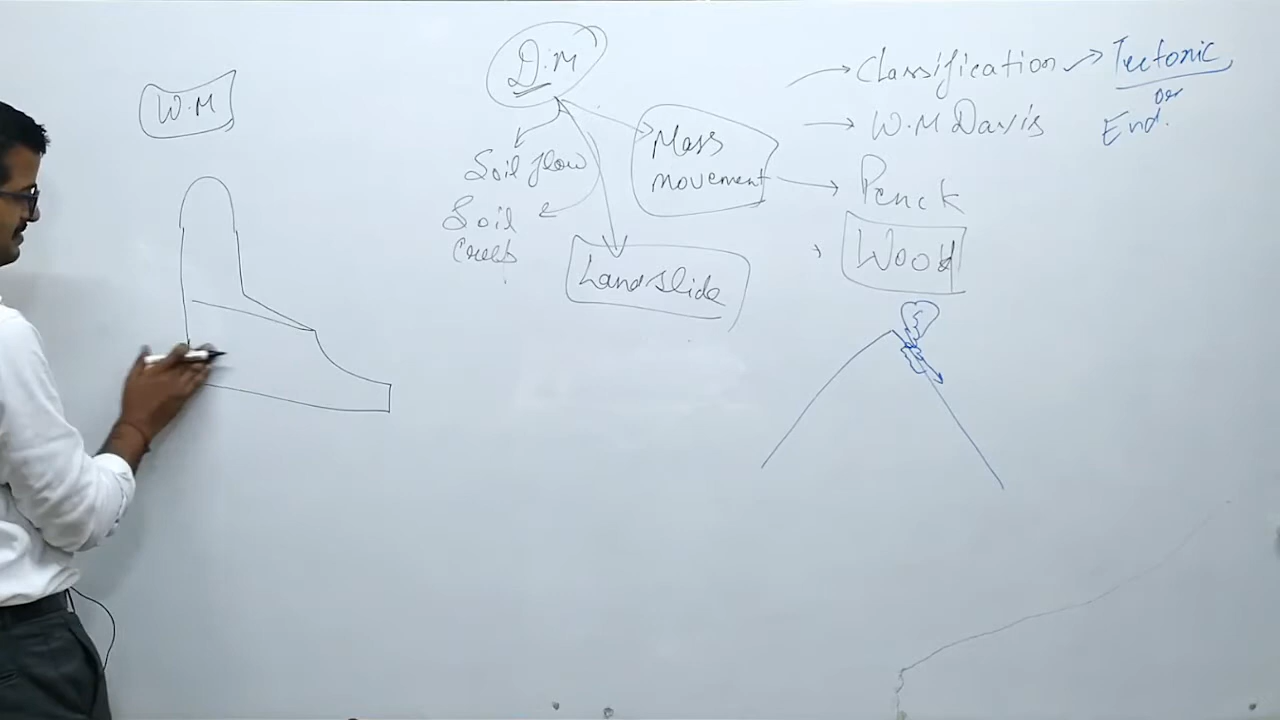 W.M
D.M
Soil flow
Soil
Creep
Landslide
Mass
movement
Classification
Tectonic
or
End.
W.M Davis
Penck
Wood